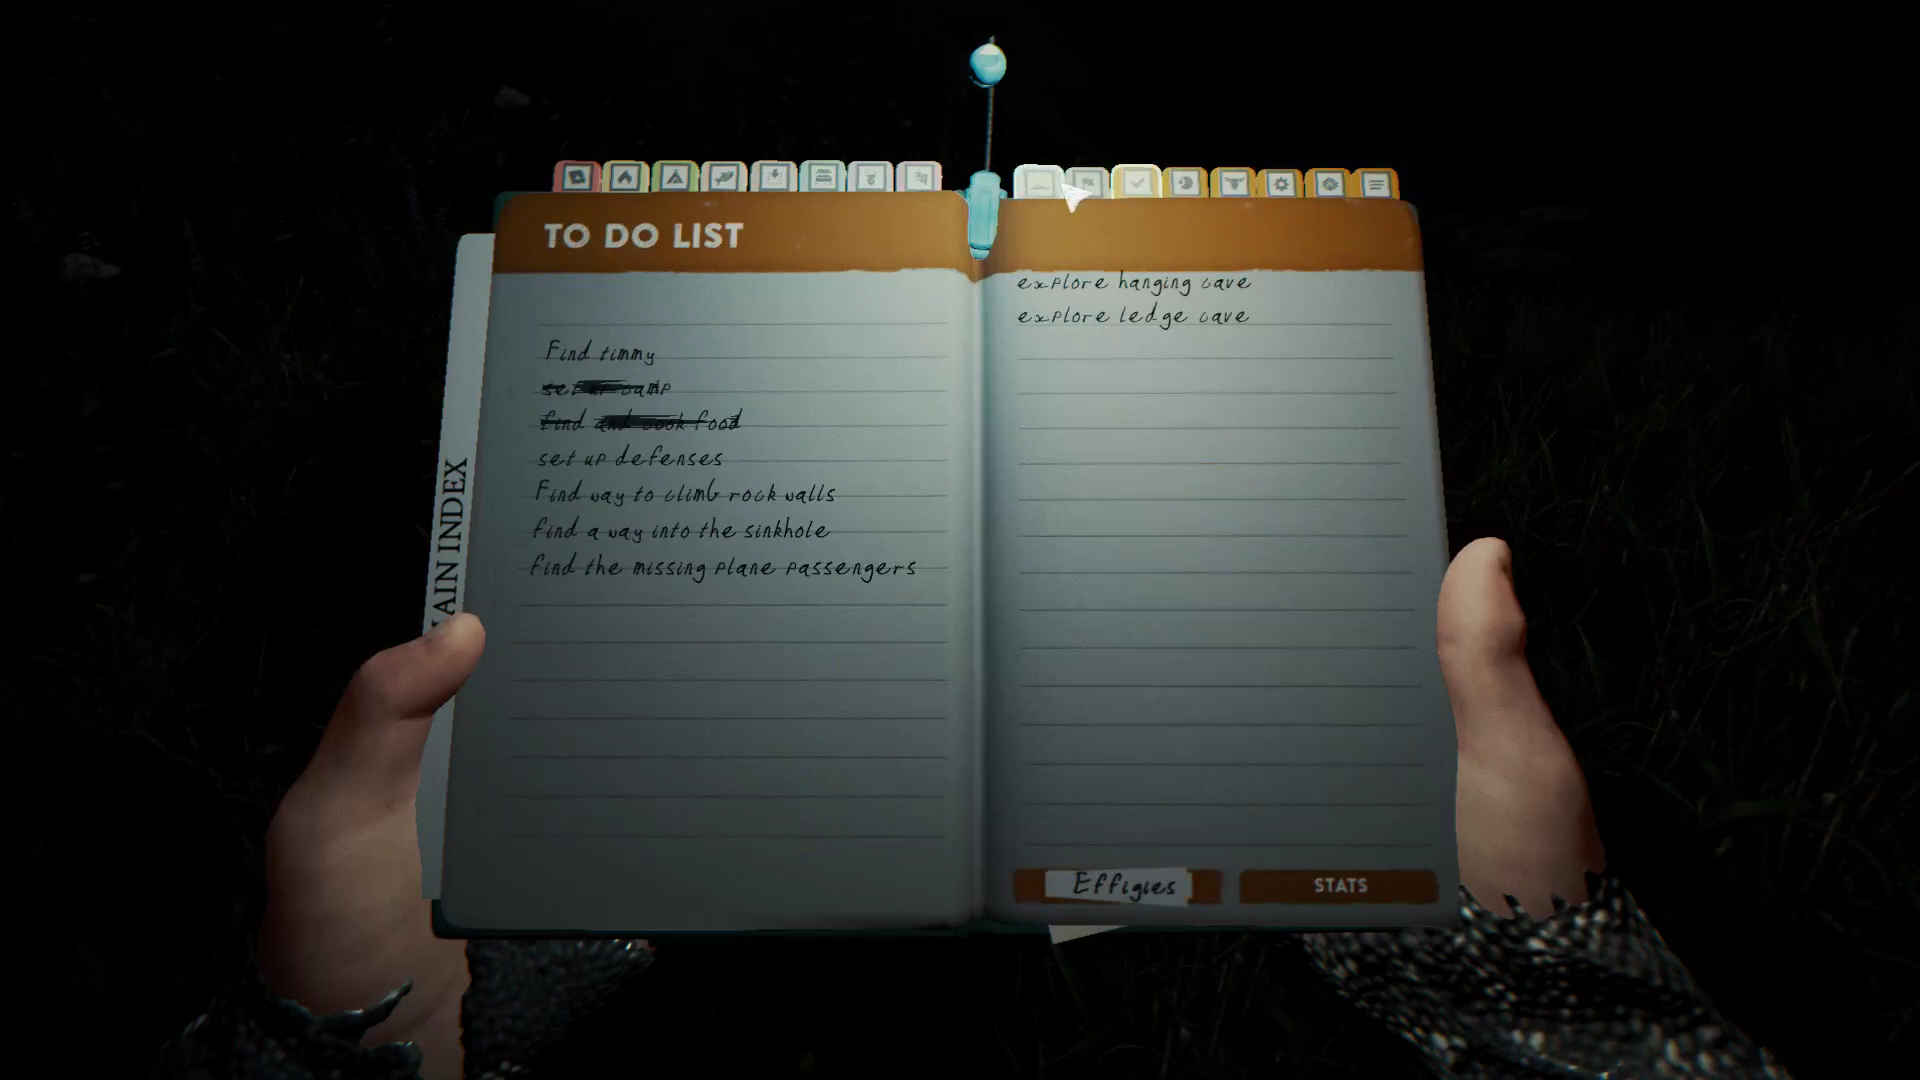 TO DO LIST
Find timmy
set up camp
find and cook food
set up defenses
Find way to climb rock walls
find a way into the sinkhole
find the missing plane passengers
explore hanging cave
explore ledge cave
Effigies
STATS
AIN INDEX